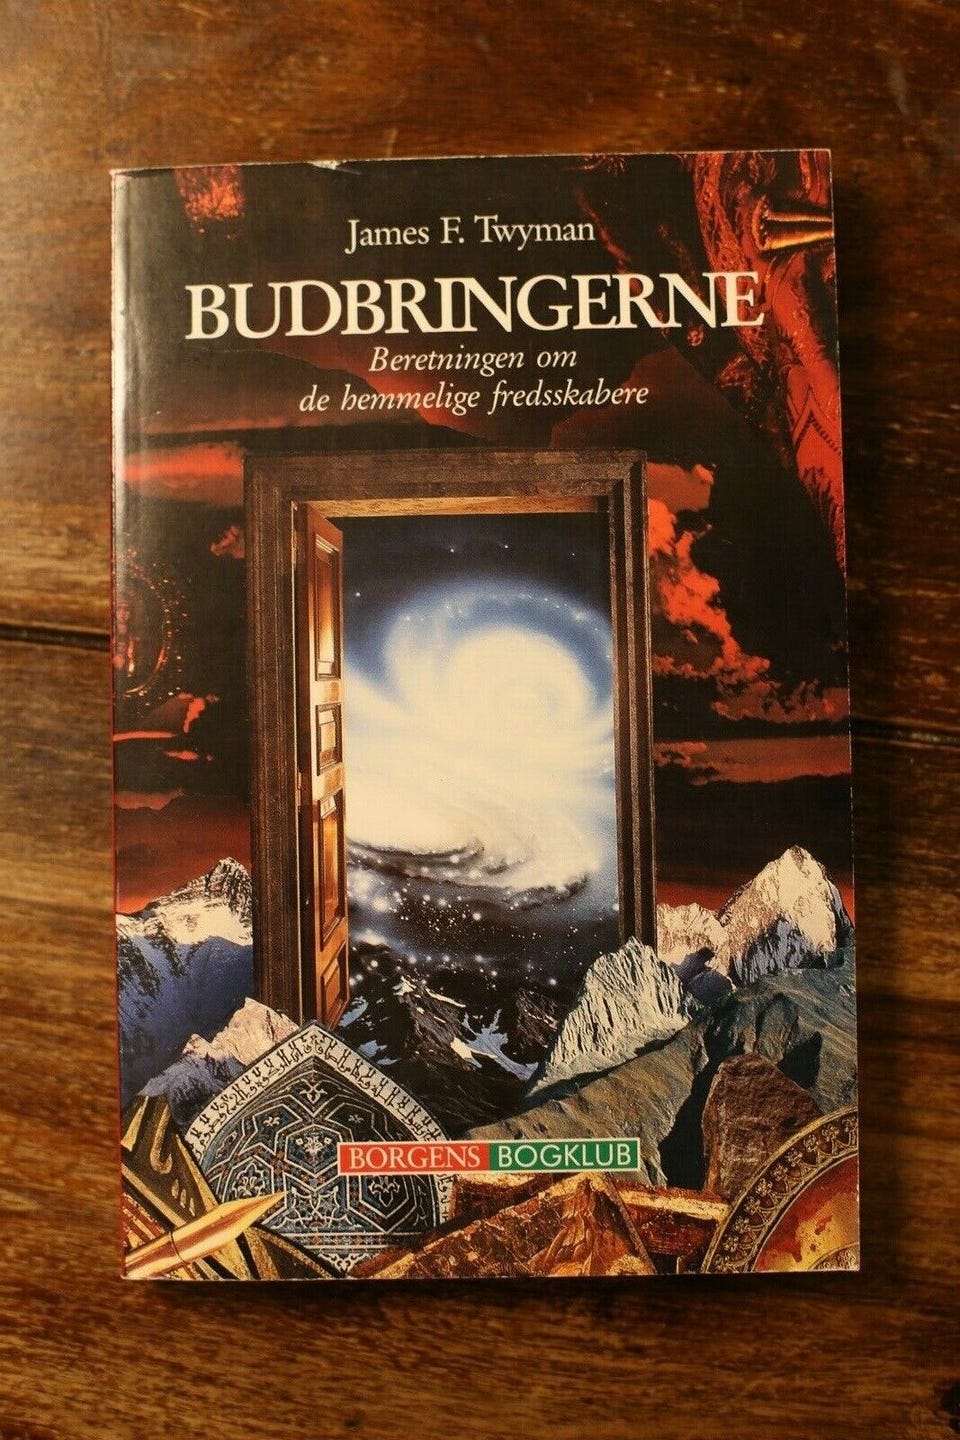 James F. Twyman
BUDBRINGERNE
Beretningen om
de hemmelige fredsskabere
BORGENS BOGKLUB